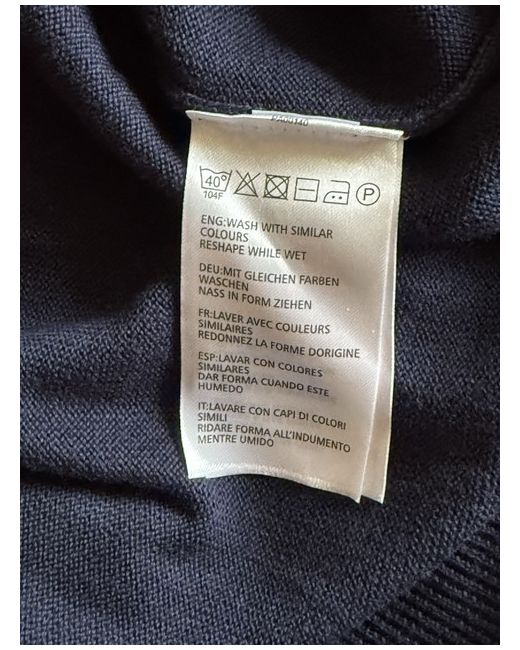 40°
104F
P
ENG:WASH WITH SIMILAR
COLOURS
RESHAPE WHILE WET
DEU:MIT GLEICHEN FARBEN
WASCHEN
NASS IN FORM ZIEHEN
FR:LAVER AVEC COULEURS
SIMILAIRES
REDONNEZ LA FORME DORIGINE
ESP:LAVAR CON COLORES
SIMILARES
DAR FORMA CUANDO ESTE
HUMEDO
IT:LAVARE CON CAPI DI COLORI
SIMILI
RIDARE FORMA ALL'INDUMENTO
MENTRE UMIDO